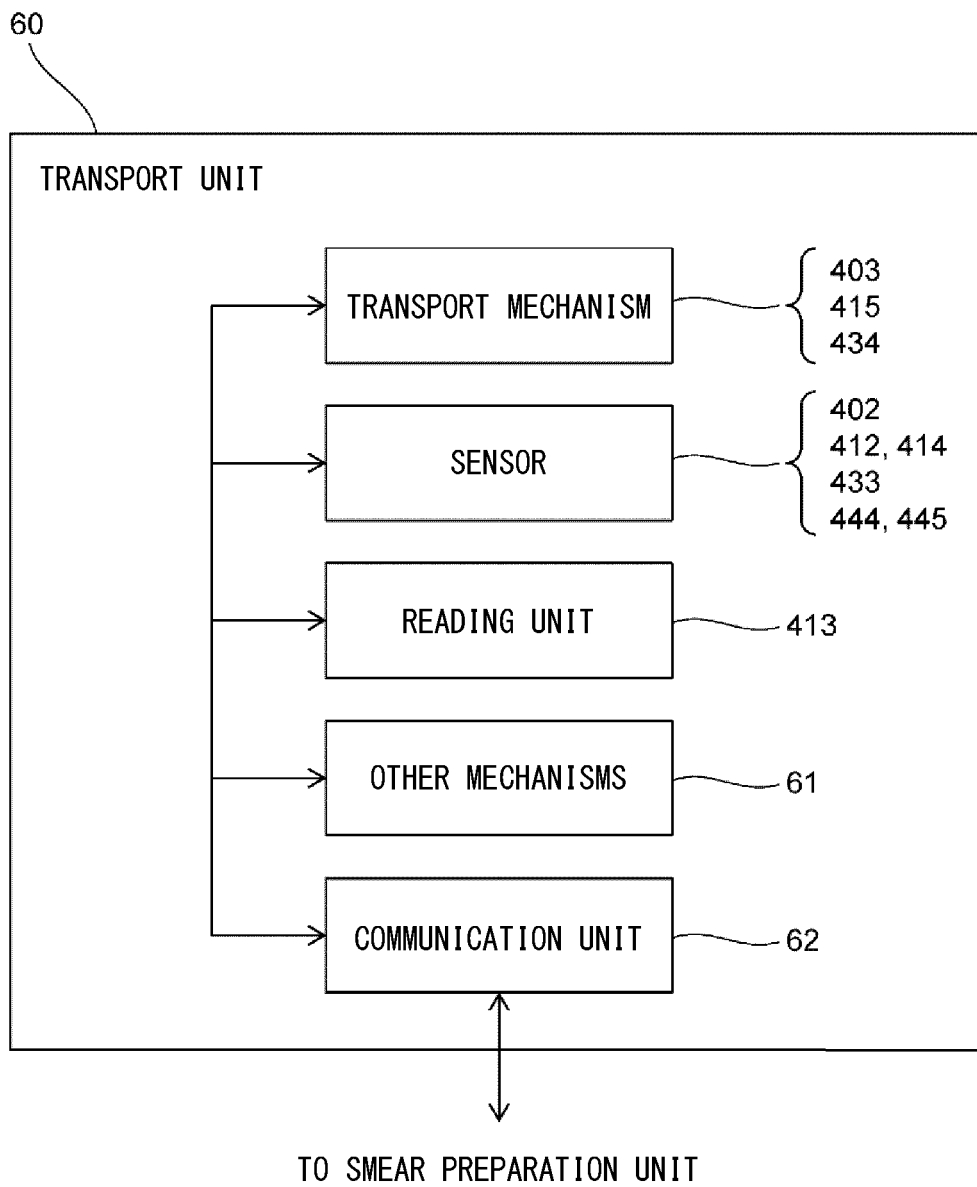 60
TRANSPORT UNIT
TRANSPORT MECHANISM
403
415
434
SENSOR
402
412, 414
433
444, 445
READING UNIT
413
OTHER MECHANISMS
61
COMMUNICATION UNIT
62
TO SMEAR PREPARATION UNIT